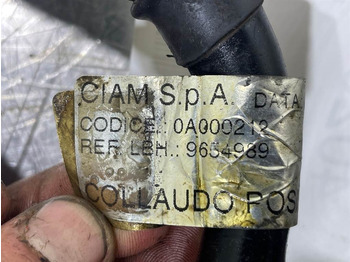 CIAM S.p.A. DATA
CODICE.: 0A000212
REF. LBH.: 9654989
COLLAUDO POS